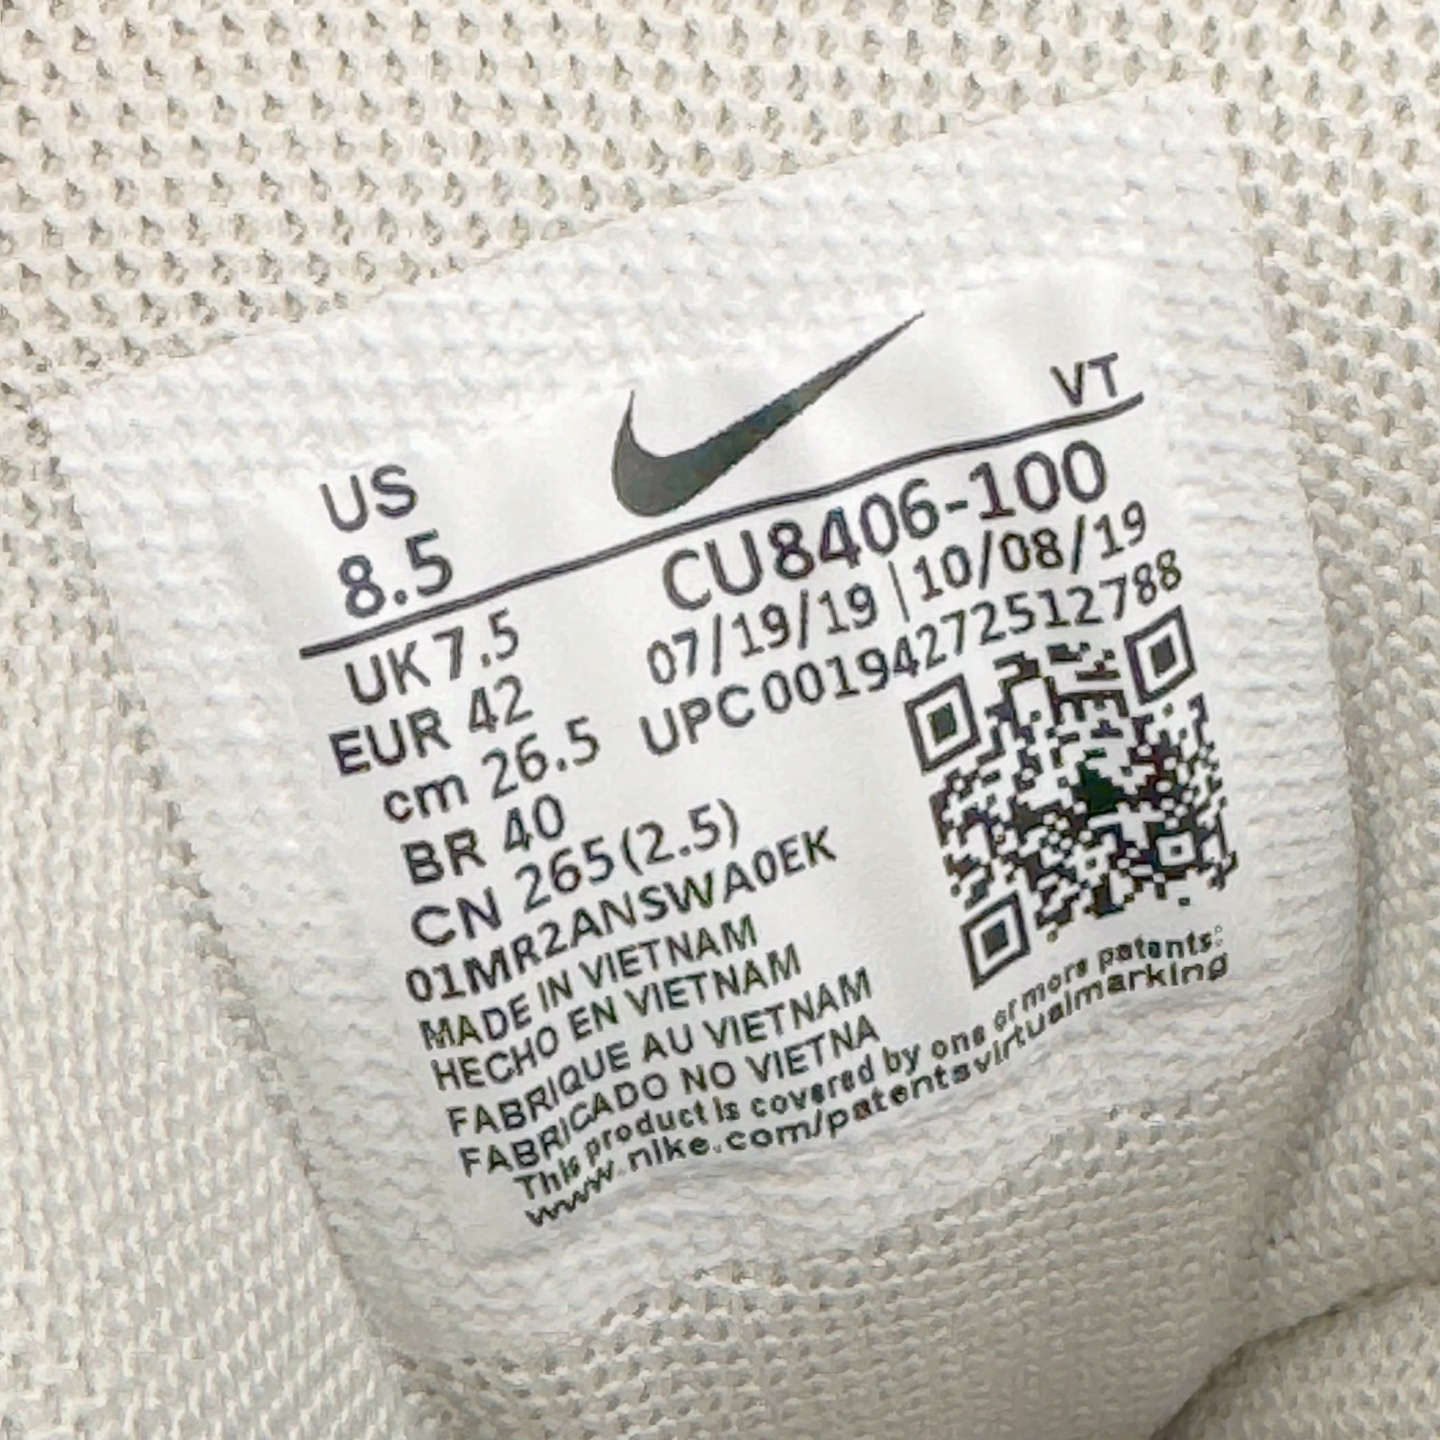 VT
US
8.5
CU8406-100
07/19/19 | 10/08/19
UPC 00194272512788
UK 7.5
EUR 42
cm 26.5
BR 40
CN 265(2.5)
01MR2ANSWA0EK
MADE IN VIETNAM
HECHO EN VIETNAM
FABRIQUE AU VIETNAM
FABRICADO NO VIETNA
This product is covered by one or more patents:
www.nike.com/patentsvirtualmarking